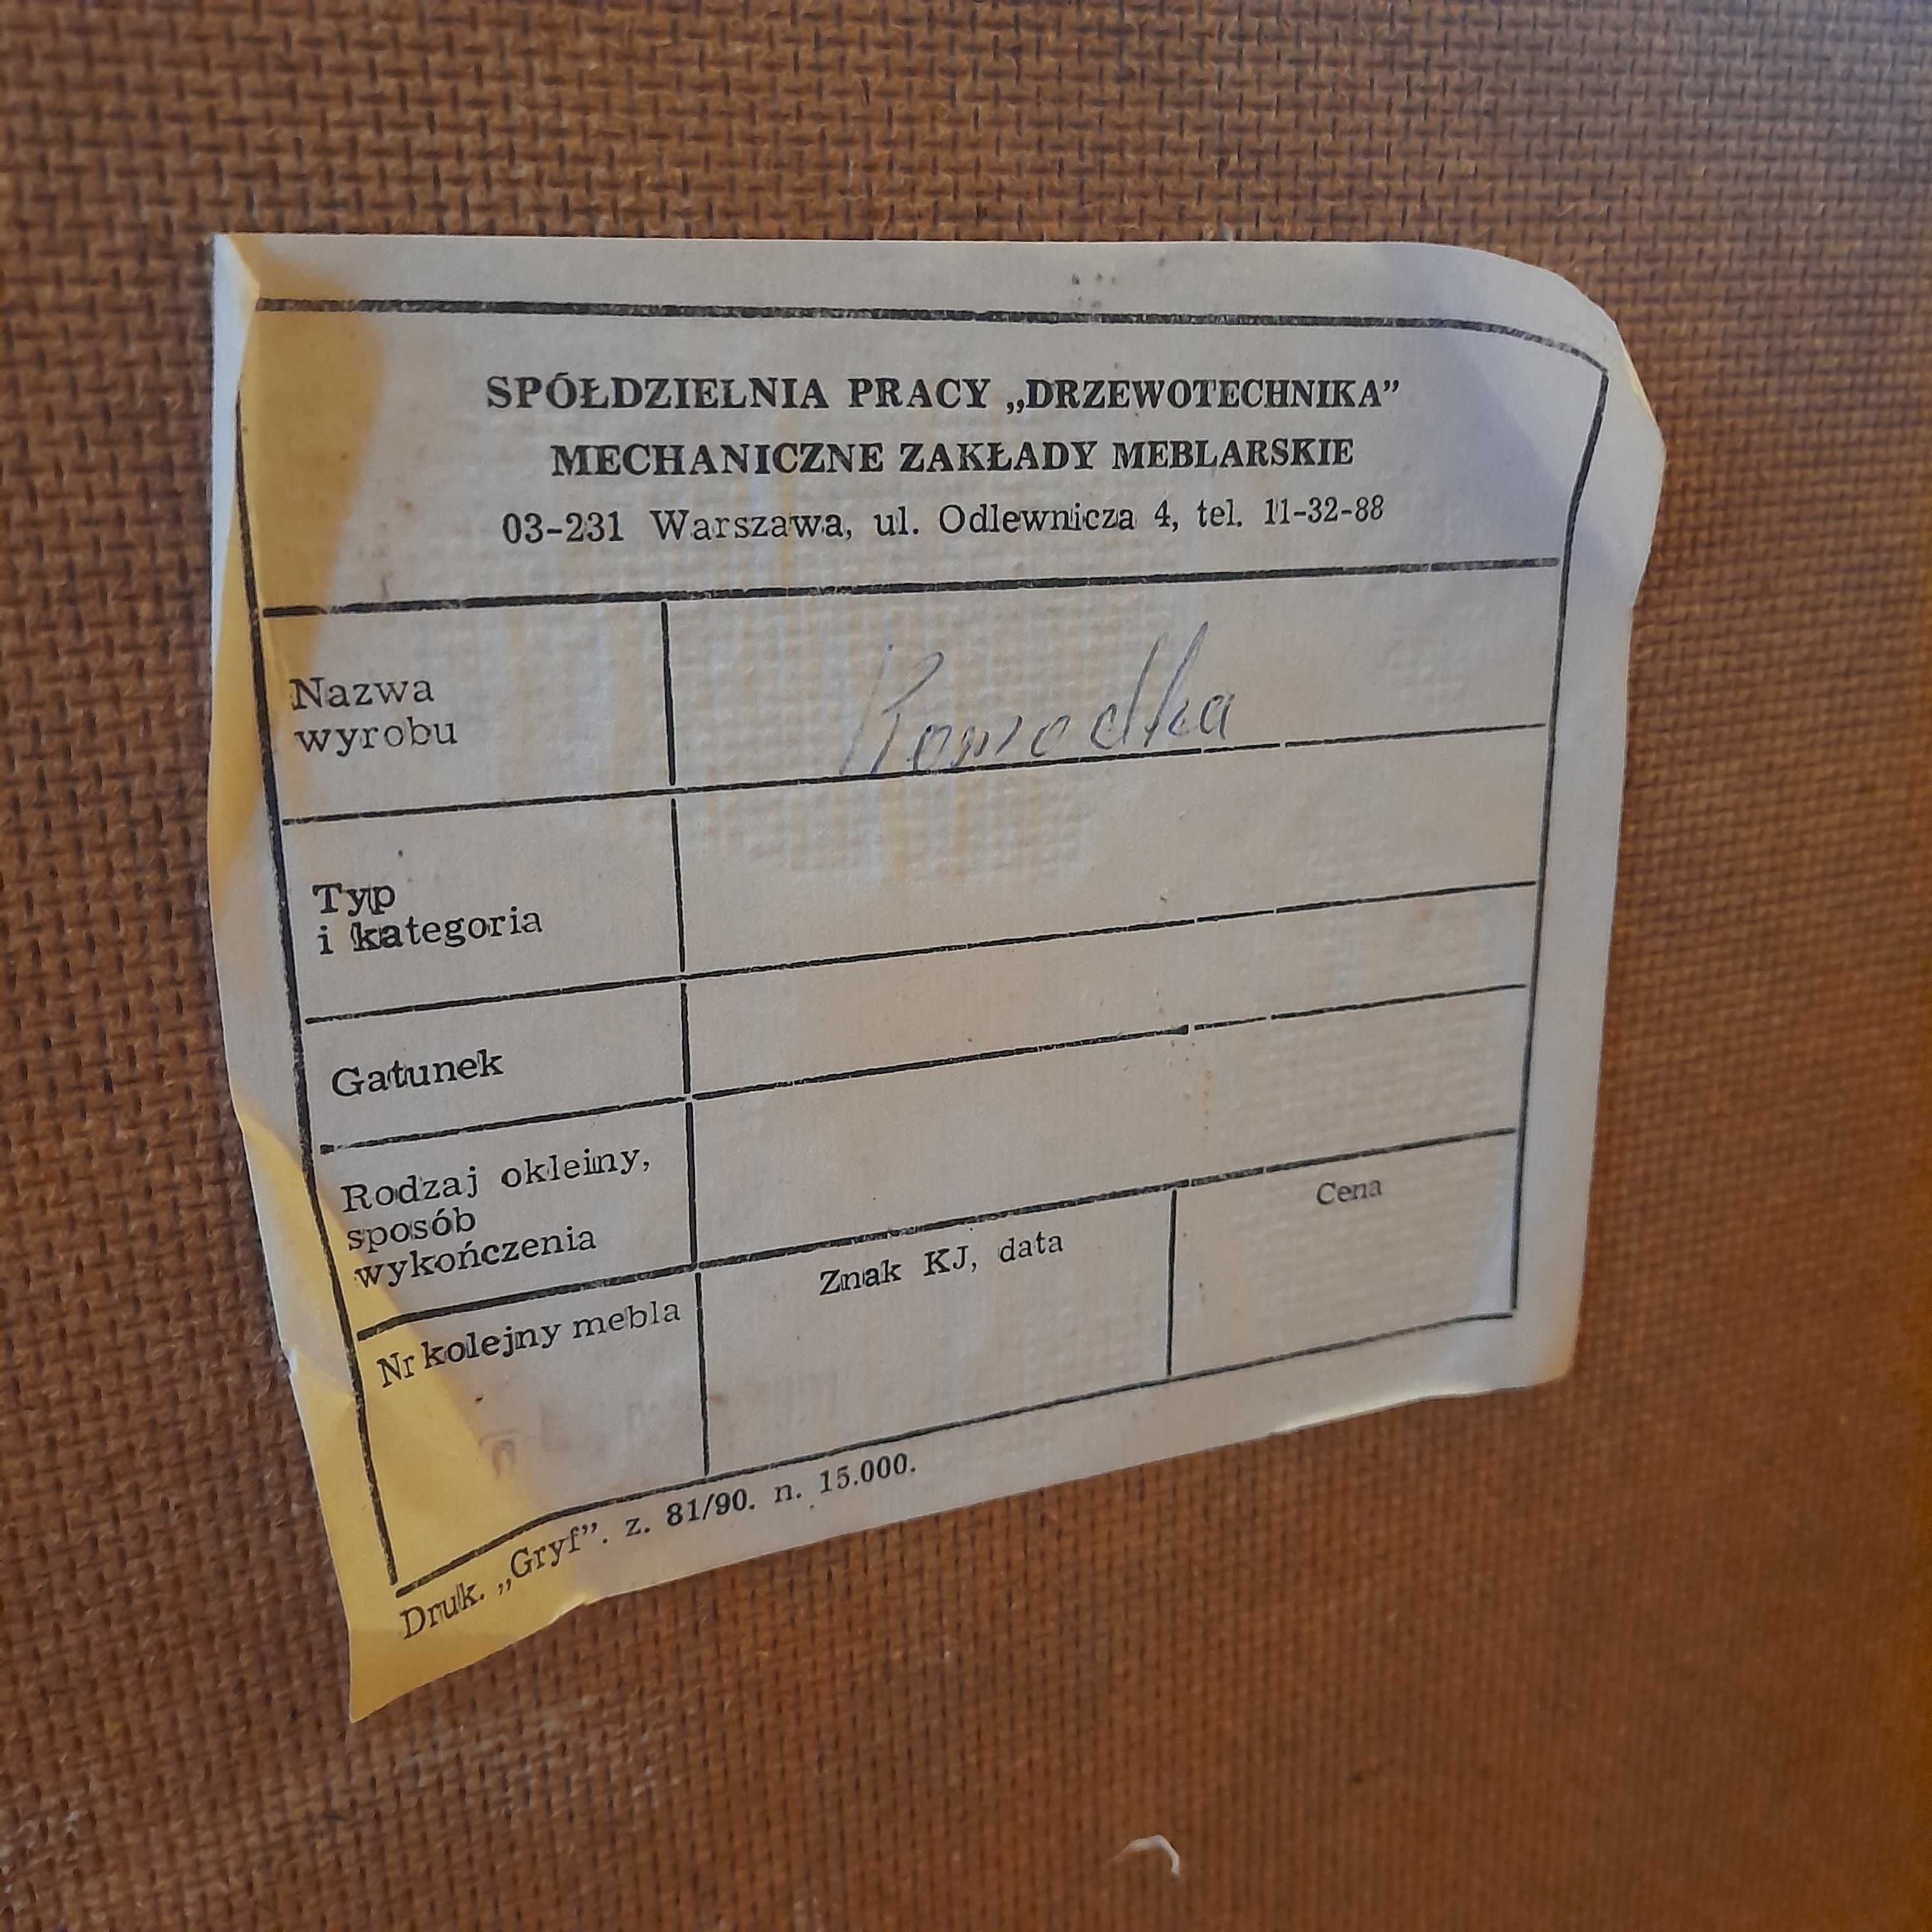 SPÓŁDZIELNIA PRACY „DRZEWOTECHNIKA”
MECHANICZNE ZAKŁADY MEBLARSKIE
03-231 Warszawa, ul. Odlewnicza 4, tel. 11-32-88
Nazwa
wyrobu
Komodka
Typ
i kategoria
Gatunek
Rodzaj okleiny,
sposób
wykończenia
Nr kolejny mebla
Znak KJ, data
Cena
Druk. „Gryf”. z. 81/90. n. 15.000.